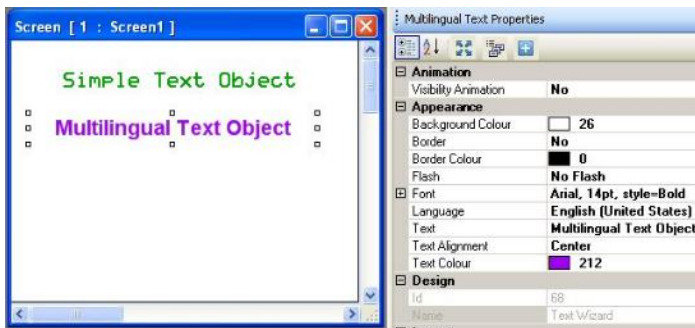 Screen [ 1 : Screen1 ]
Simple Text Object
Multilingual Text Object
Multilingual Text Properties
Animation
Visibility Animation No
Appearance
Background Colour 26
Border No
Border Colour 0
Flash No Flash
Font Arial, 14pt, style=Bold
Language English (United States)
Text Multilingual Text Object
Text Alignment Center
Text Colour 212
Design
Id 68
Name Text Wizard